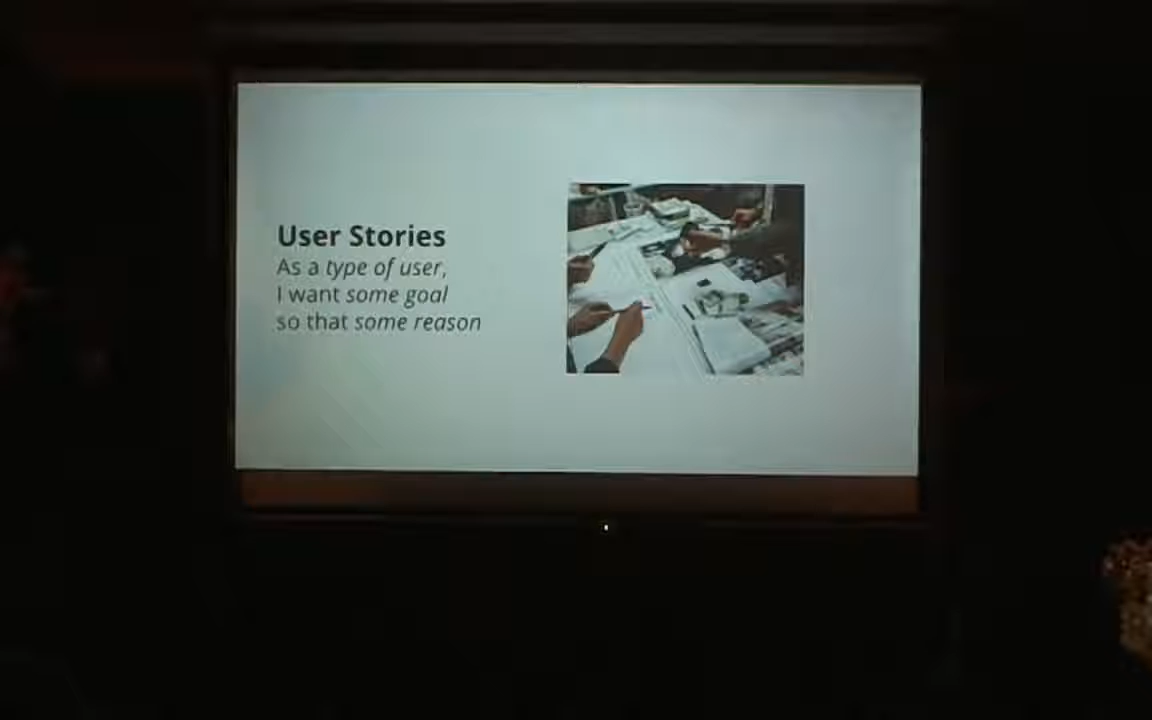 User Stories
As a type of user,
I want some goal
so that some reason